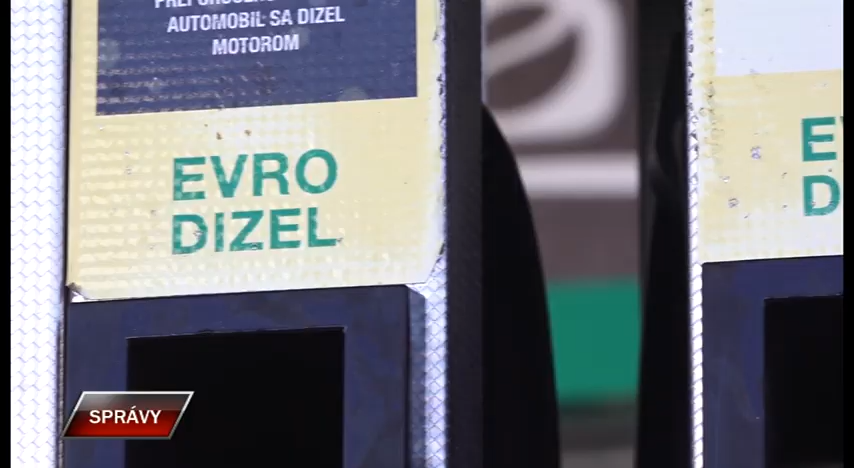 AUTOMOBIL SA DIZEL
MOTOROM
EVRO
DIZEL
E
D
SPRÁVY